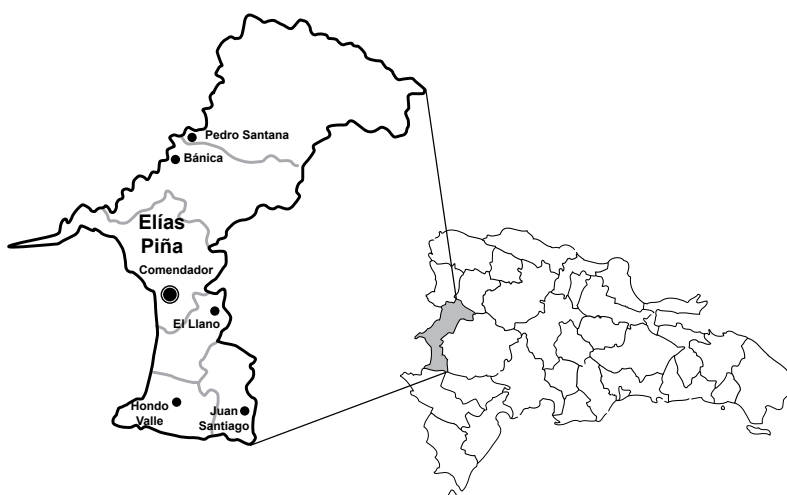 Pedro Santana
Bánica
Elías
Piña
Comendador
El Llano
Hondo
Valle
Juan
Santiago